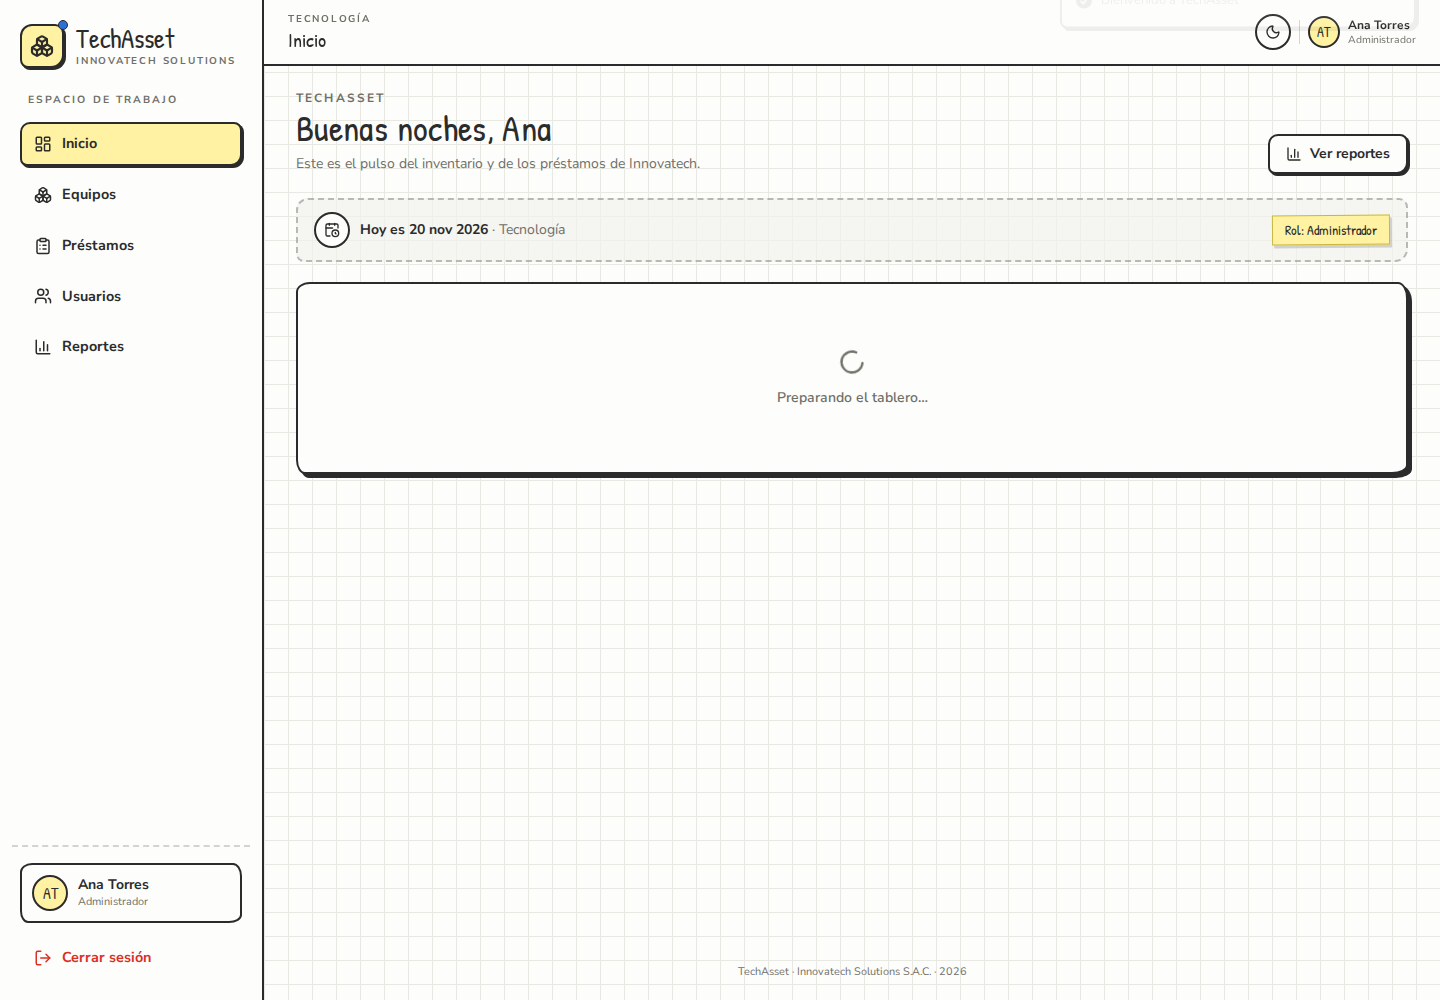 TechAsset
INNOVATECH SOLUTIONS
ESPACIO DE TRABAJO
Inicio
Equipos
Préstamos
Usuarios
Reportes
AT
Ana Torres
Administrador
Cerrar sesión
TECNOLOGÍA
Inicio
Bienvenido a TechAsset
AT
Ana Torres
Administrador
TECHASSET
Buenas noches, Ana
Este es el pulso del inventario y de los préstamos de Innovatech.
Ver reportes
Hoy es 20 nov 2026 · Tecnología
Rol: Administrador
Preparando el tablero...
TechAsset · Innovatech Solutions S.A.C. · 2026